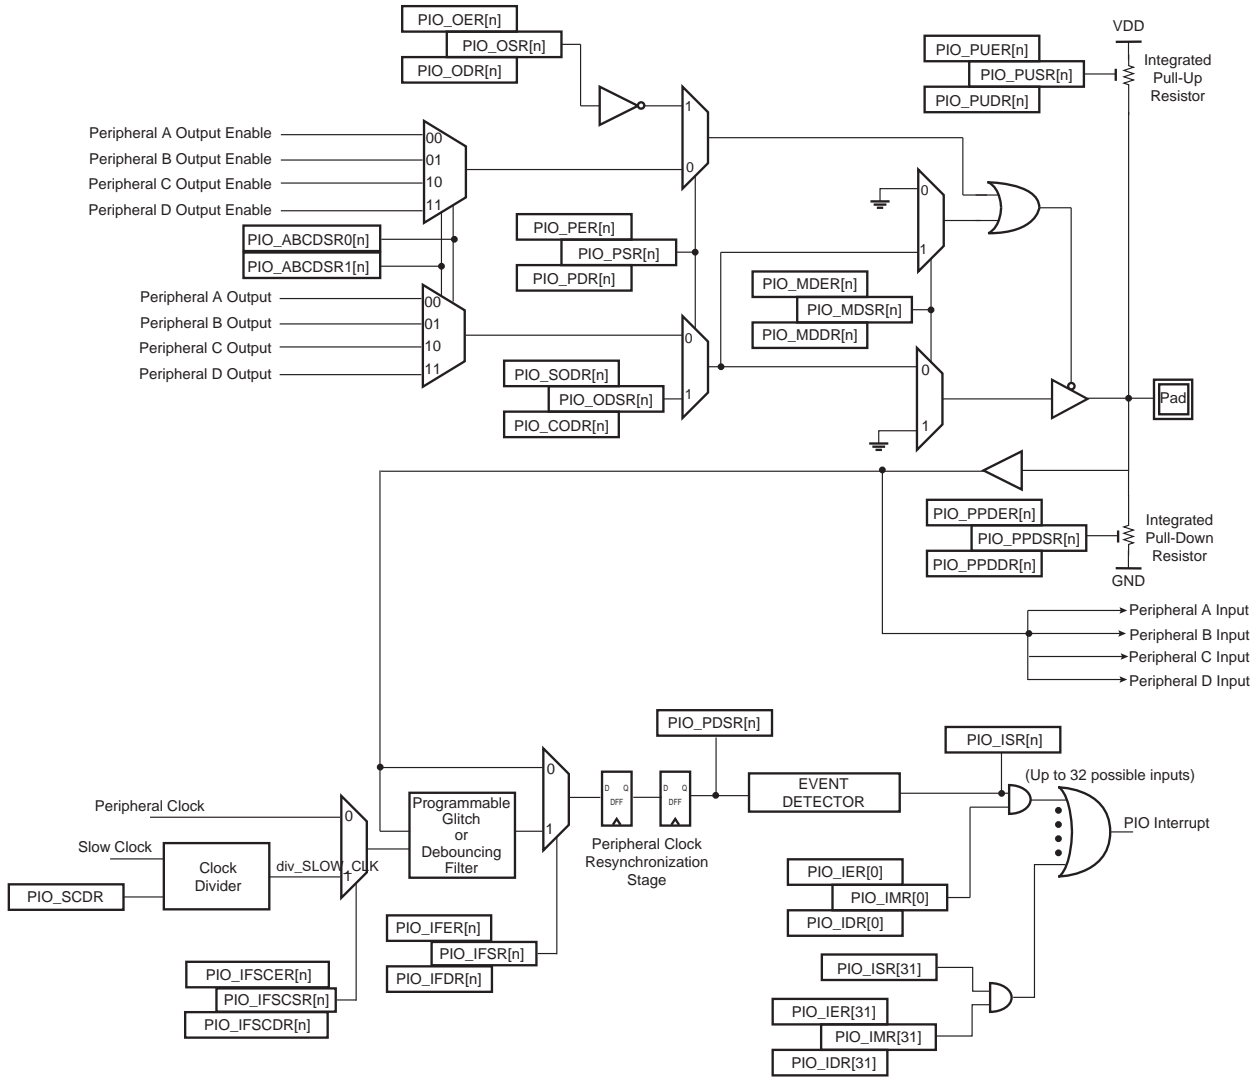 PIO_OER[n]
PIO_OSR[n]
PIO_ODR[n]
VDD
PIO_PUER[n]
PIO_PUSR[n]
PIO_PUDR[n]
Integrated
Pull-Up
Resistor
1
0
Peripheral A Output Enable
Peripheral B Output Enable
Peripheral C Output Enable
Peripheral D Output Enable
00
01
10
11
PIO_ABCDSR0[n]
PIO_ABCDSR1[n]
PIO_PER[n]
PIO_PSR[n]
PIO_PDR[n]
0
1
PIO_MDER[n]
PIO_MDSR[n]
PIO_MDDR[n]
Peripheral A Output
Peripheral B Output
Peripheral C Output
Peripheral D Output
00
01
10
11
0
1
PIO_SODR[n]
PIO_ODSR[n]
PIO_CODR[n]
0
1
Pad
PIO_PPDER[n]
PIO_PPDSR[n]
PIO_PPDDR[n]
Integrated
Pull-Down
Resistor
GND
Peripheral A Input
Peripheral B Input
Peripheral C Input
Peripheral D Input
PIO_PDSR[n]
PIO_ISR[n]
(Up to 32 possible inputs)
EVENT
DETECTOR
PIO Interrupt
Peripheral Clock
Slow Clock
PIO_SCDR
Clock
Divider
div_SLOW_CLK
0
1
Programmable
Glitch
or
Debouncing
Filter
0
1
D Q
DFF
D Q
DFF
Peripheral Clock
Resynchronization
Stage
PIO_IER[0]
PIO_IMR[0]
PIO_IDR[0]
PIO_IFER[n]
PIO_IFSR[n]
PIO_IFDR[n]
PIO_IFSCER[n]
PIO_IFSCSR[n]
PIO_IFSCDR[n]
PIO_ISR[31]
PIO_IER[31]
PIO_IMR[31]
PIO_IDR[31]